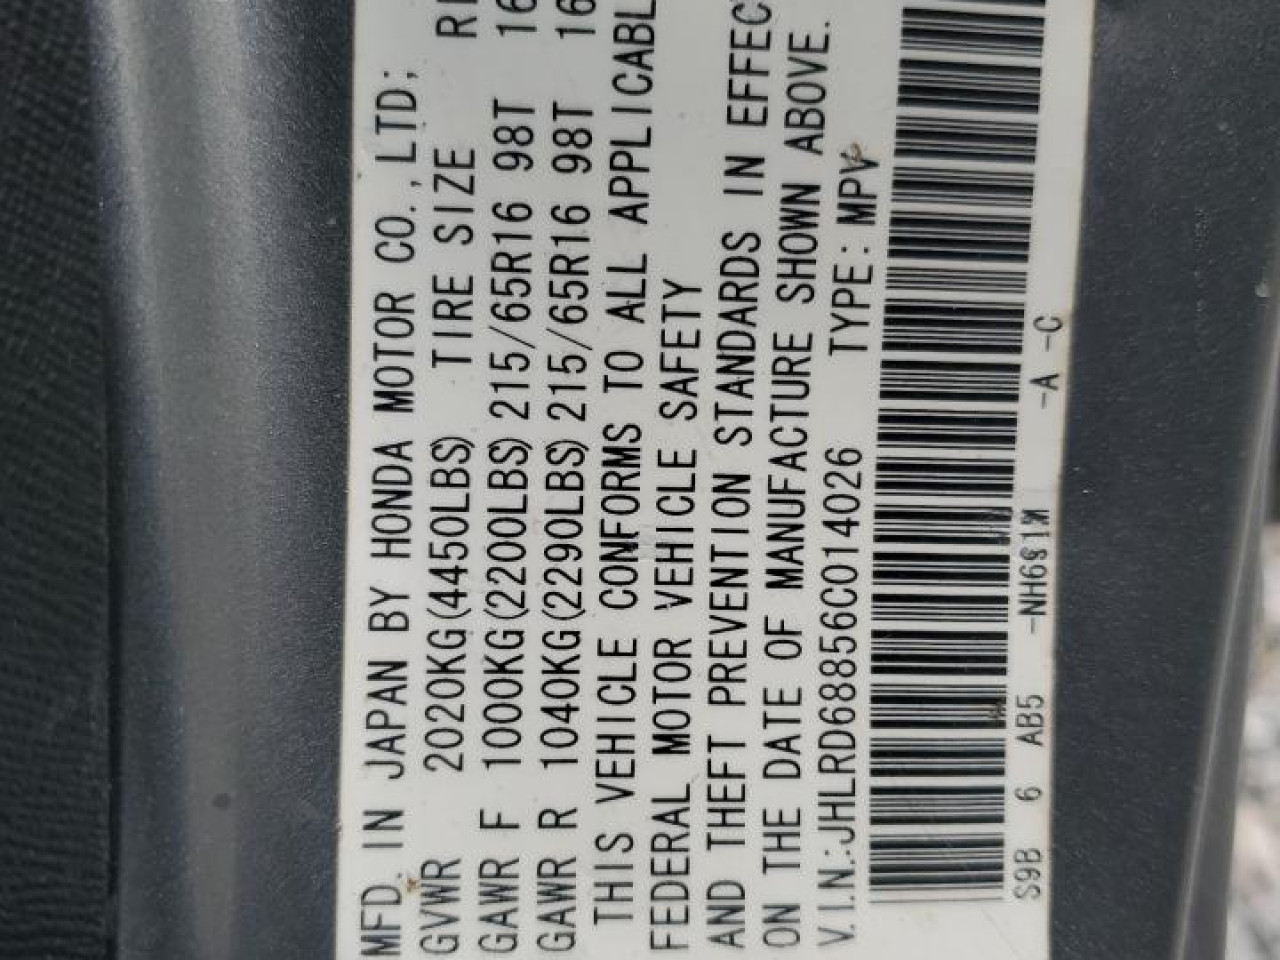 MFD. IN JAPAN BY HONDA MOTOR CO., LTD;
GVWR 2020KG(4450LBS) TIRE SIZE
GAWR F 1000KG(2200LBS) 215/65R16 98T 16
GAWR R 1040KG(2290LBS) 215/65R16 98T 16
THIS VEHICLE CONFORMS TO ALL APPLICABL
FEDERAL MOTOR VEHICLE SAFETY
AND THEFT PREVENTION STANDARDS IN EFFEC
ON THE DATE OF MANUFACTURE SHOWN ABOVE.
V.I.N.:JHLRD68856C014026 TYPE: MPV
S9B 6 AB5 -A -C